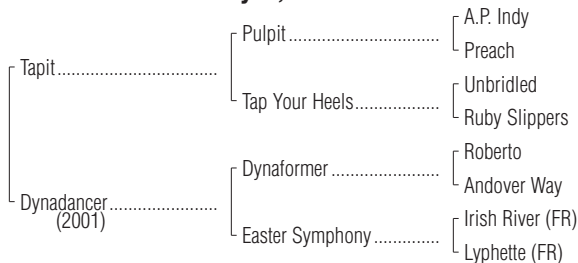 A.P. Indy
Pulpit
Preach
Tapit
Unbridled
Tap Your Heels
Ruby Slippers
Roberto
Dynaformer
Andover Way
Dynadancer
(2001)
Irish River (FR)
Easter Symphony
Lyphette (FR)